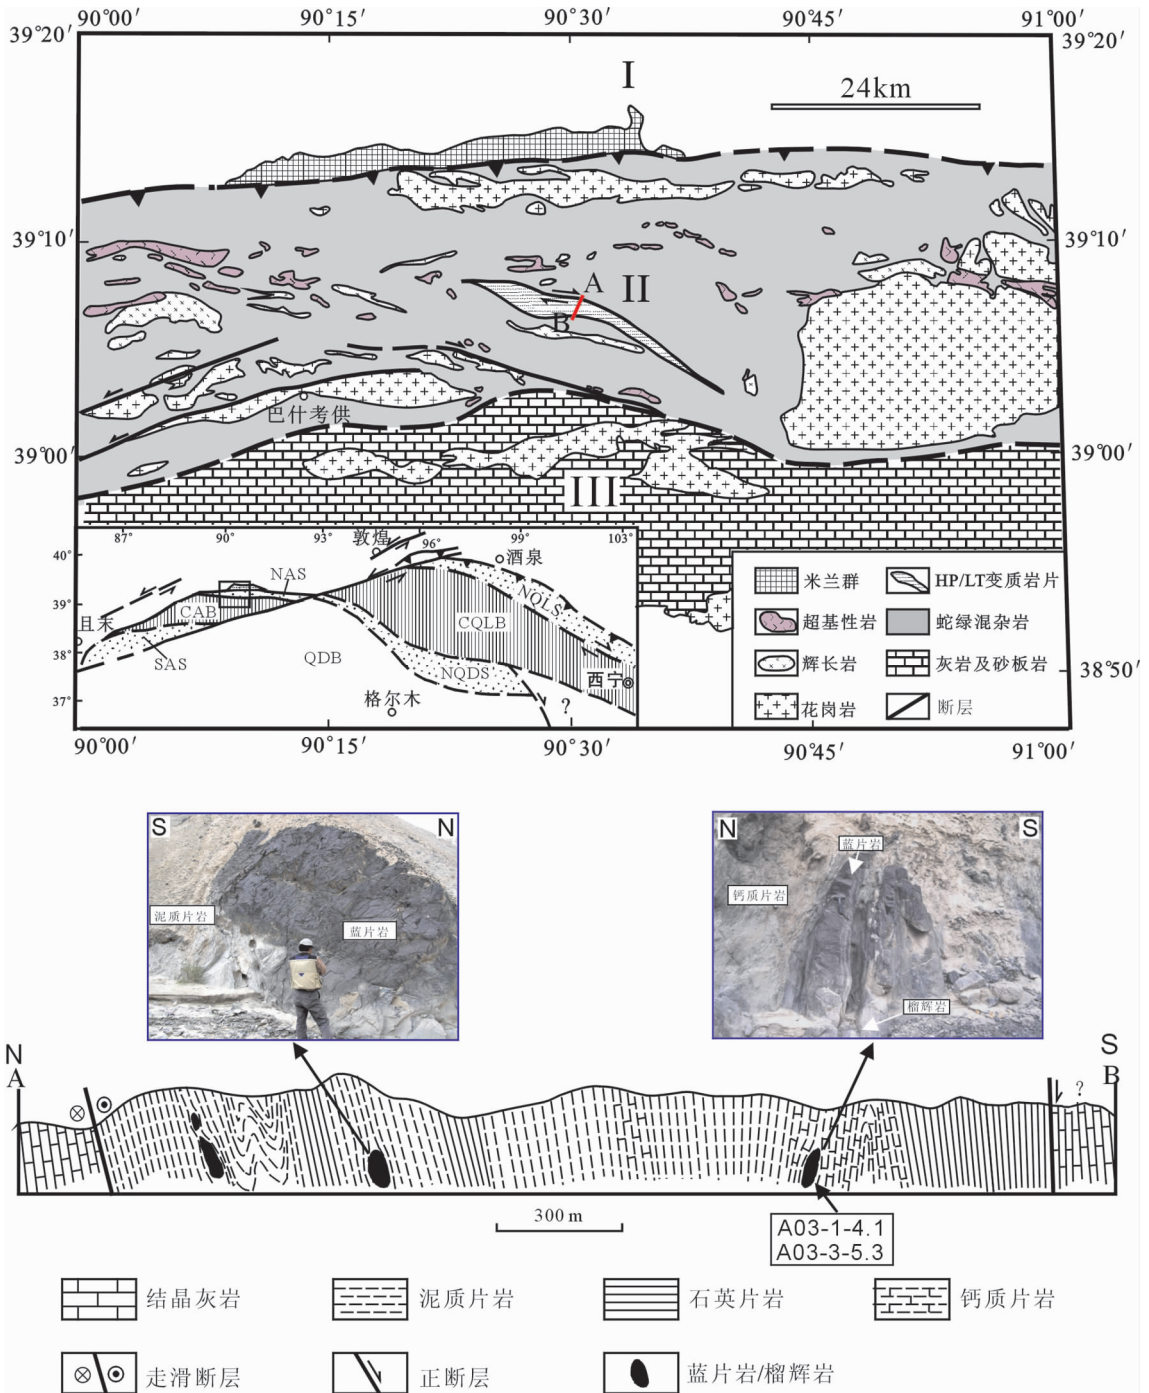 90°00′ 90°15′ 90°30′ 90°45′ 91°00′
39°20′ 39°20′
I
24km
39°10′ 39°10′
A
II
B
巴什考供
39°00′ 39°00′
III
87° 90° 93° 敦煌 96° 99° 103°
40°
酒泉
NAS
39°
NQLS
CAB
且末
CQLB
38°
SAS
QDB
NQDS
西宁
37°
格尔木
?
米兰群 HP/LT变质岩片
超基性岩 蛇绿混杂岩
辉长岩 灰岩及砂板岩
花岗岩 断层
38°50′
90°00′ 90°15′ 90°30′ 90°45′ 91°00′
S N
泥质片岩
蓝片岩
N S
蓝片岩
钙质片岩
榴辉岩
N S
A B
?
300 m
A03-1-4.1
A03-3-5.3
结晶灰岩 泥质片岩 石英片岩 钙质片岩
走滑断层 正断层 蓝片岩/榴辉岩